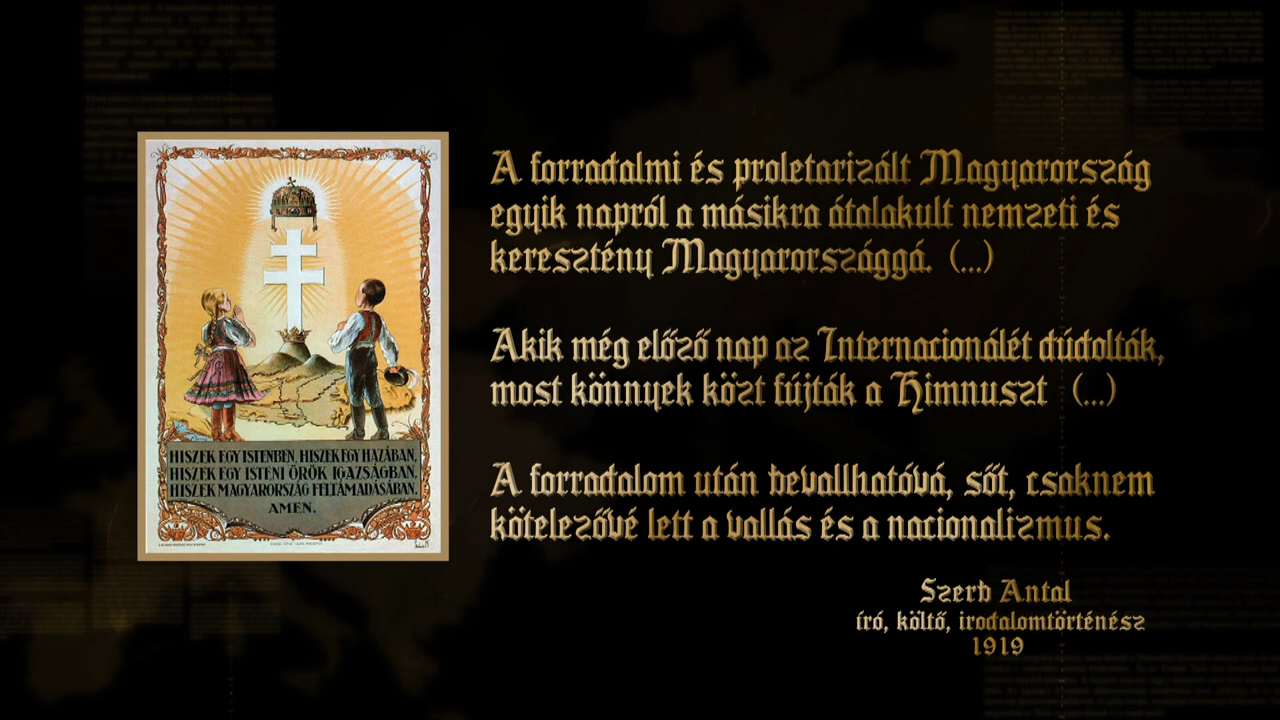 HISZEK EGY ISTENBEN, HISZEK EGY HAZÁBAN,
HISZEK EGY ISTENI ÖRÖK IGAZSÁGBAN,
HISZEK MAGYARORSZÁG FELTÁMADÁSÁBAN.
AMEN.
A forradalmi és proletarizált Magyarország
egyik napról a másikra átalakult nemzeti és
keresztény Magyarországgá. (...)
Akik még előző nap az Internacionálét dúdolták,
most könnyek közt fújták a Himnuszt (...)
A forradalom után bevallhatóvá, sőt, csaknem
kötelezővé lett a vallás és a nacionalizmus.
Szerb Antal
író, költő, irodalomtörténész
1919